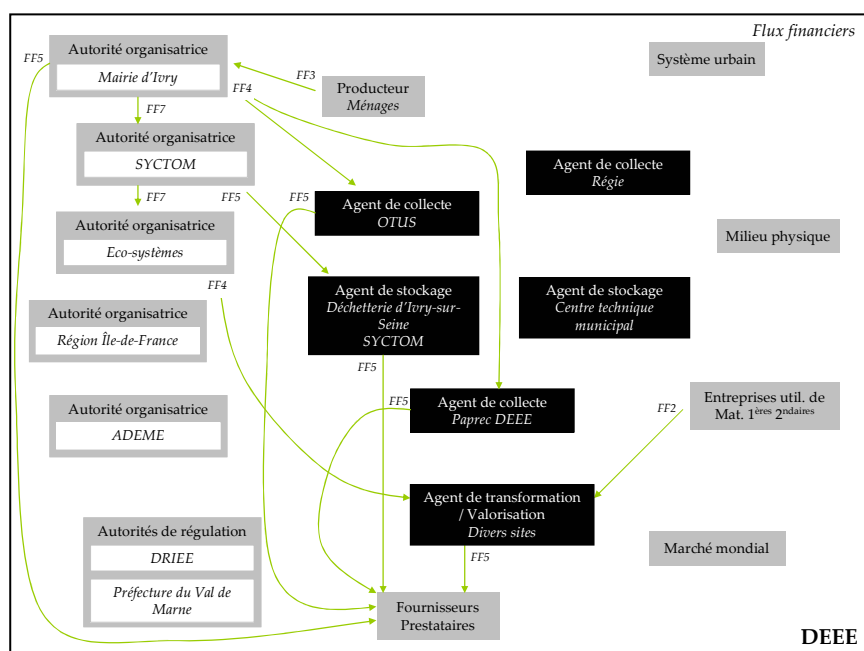 Flux financiers
FF5
Autorité organisatrice
Mairie d'Ivry
FF3
FF4
Producteur
Ménages
Système urbain
FF7
Autorité organisatrice
SYCTOM
FF7
FF5
FF5
Agent de collecte
OTUS
Agent de collecte
Régie
Autorité organisatrice
Eco-systèmes
Milieu physique
FF4
Agent de stockage
Déchetterie d'Ivry-sur-
Seine
SYCTOM
Agent de stockage
Centre technique
municipal
Autorité organisatrice
Région Île-de-France
FF5
FF5
Agent de collecte
Paprec DEEE
FF2
Entreprises util. de
Mat. 1ères 2ndaires
Autorité organisatrice
ADEME
Agent de transformation
/ Valorisation
Divers sites
Autorités de régulation
DRIEE
Préfecture du Val de
Marne
FF5
Marché mondial
Fournisseurs
Prestataires
DEEE